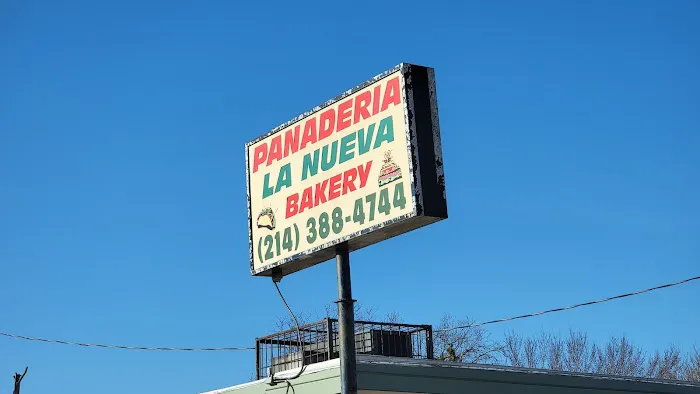 PANADERIA
LA NUEVA
BAKERY
(214) 388-4744